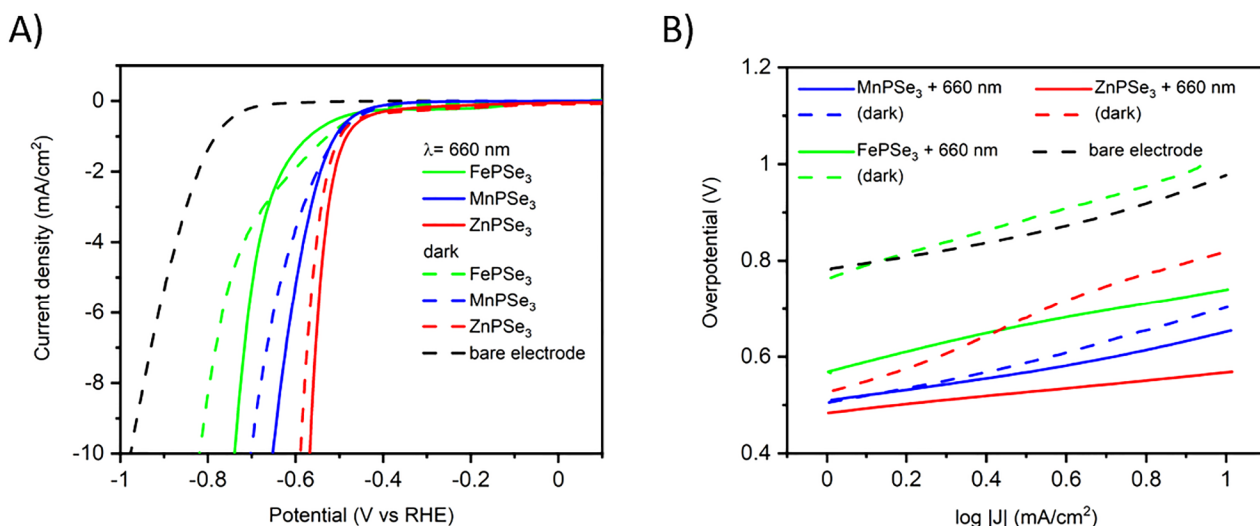 A)
0
-2
-4
-6
-8
-10
-1
-0.8
-0.6
-0.4
-0.2
0
Current density (mA/cm²)
Potential (V vs RHE)
λ= 660 nm
FePSe₃
MnPSe₃
ZnPSe₃
dark
FePSe₃
MnPSe₃
ZnPSe₃
bare electrode
B)
1.2
1
0.8
0.6
0.4
0
0.2
0.4
0.6
0.8
1
Overpotential (V)
log |J| (mA/cm²)
MnPSe₃ + 660 nm
(dark)
FePSe₃ + 660 nm
(dark)
ZnPSe₃ + 660 nm
(dark)
bare electrode